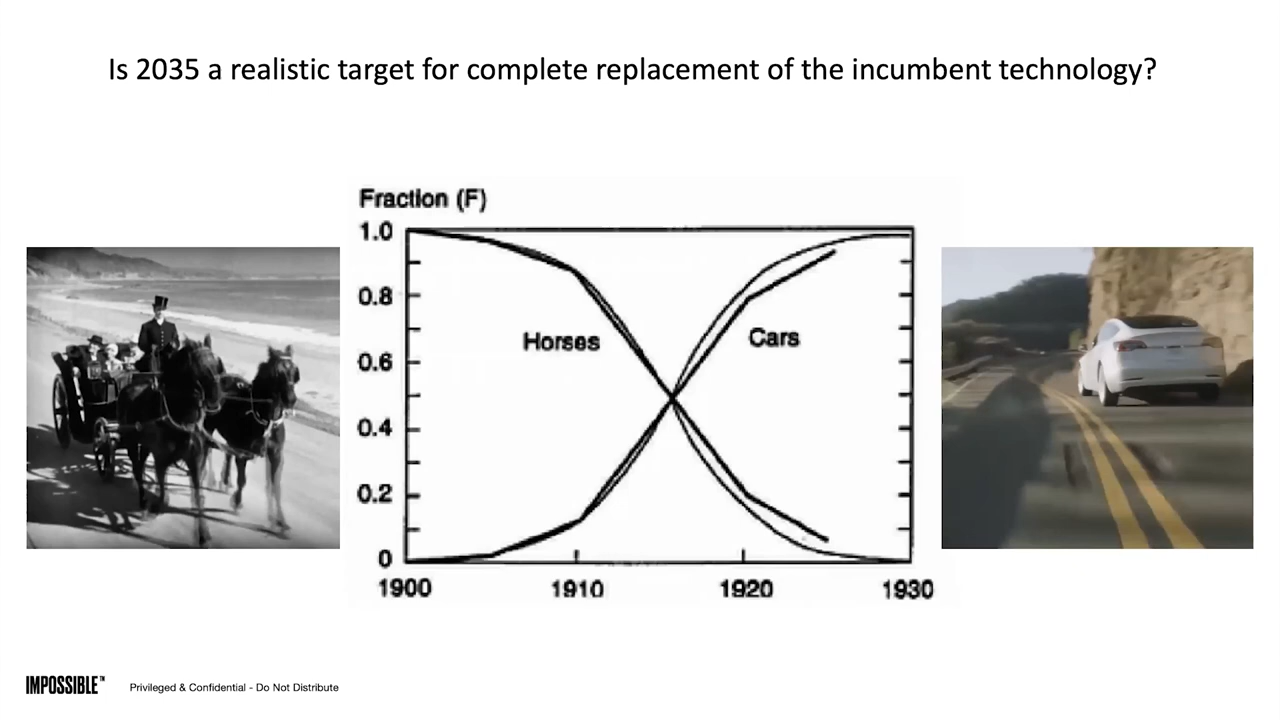 Is 2035 a realistic target for complete replacement of the incumbent technology?
Fraction (F)
1.0
0.8
0.6
0.4
0.2
0
Horses
Cars
1900 1910 1920 1930
IMPOSSIBLE™ Privileged & Confidential - Do Not Distribute